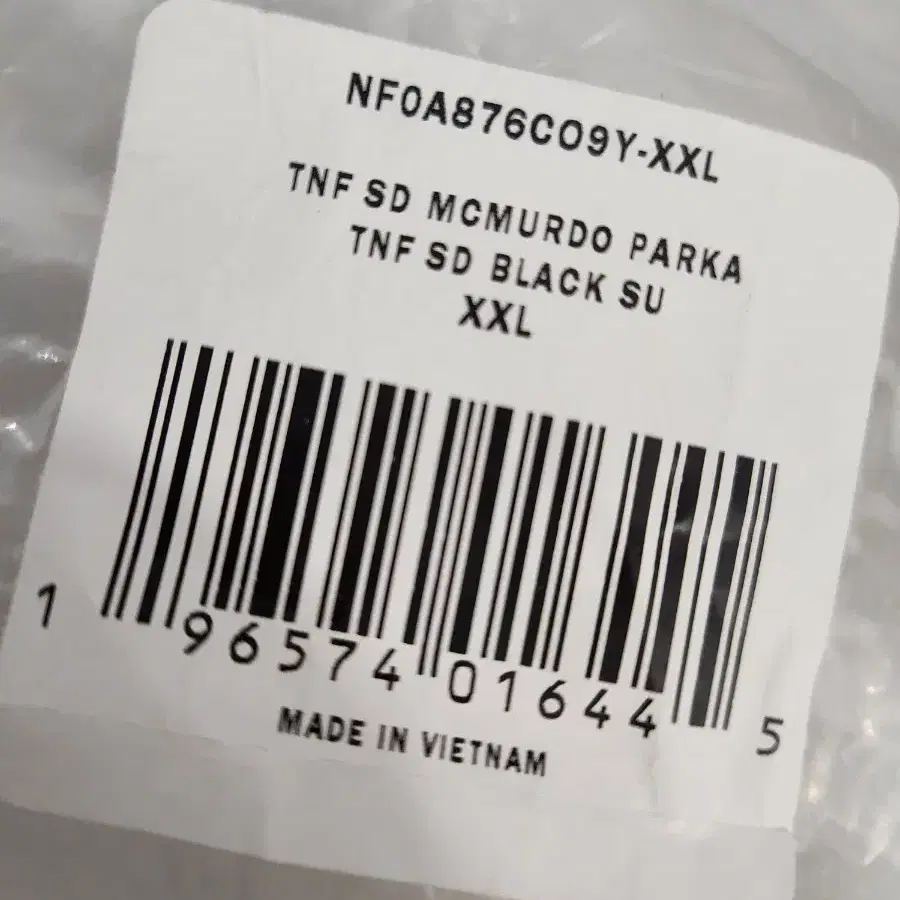 NF0A876CO9Y-XXL
TNF SD MCMURDO PARKA
TNF SD BLACK SU
XXL
1 96574 01644 5
MADE IN VIETNAM